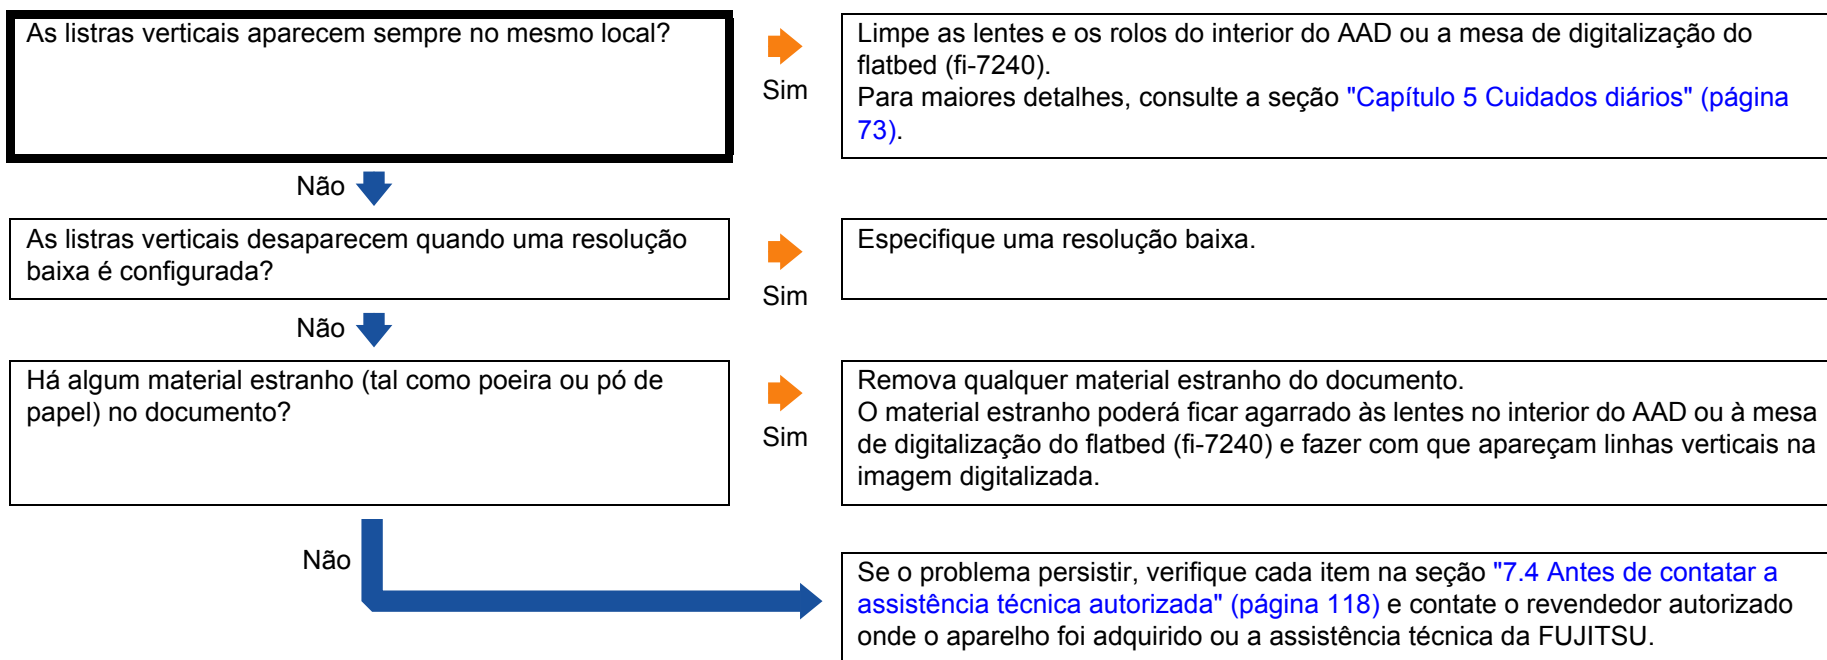 As listras verticais aparecem sempre no mesmo local?
Sim
Limpe as lentes e os rolos do interior do AAD ou a mesa de digitalização do
flatbed (fi-7240).
Para maiores detalhes, consulte a seção "Capítulo 5 Cuidados diários" (página
73).
Não
As listras verticais desaparecem quando uma resolução
baixa é configurada?
Sim
Especifique uma resolução baixa.
Não
Há algum material estranho (tal como poeira ou pó de
papel) no documento?
Sim
Remova qualquer material estranho do documento.
O material estranho poderá ficar agarrado às lentes no interior do AAD ou à mesa
de digitalização do flatbed (fi-7240) e fazer com que apareçam linhas verticais na
imagem digitalizada.
Não
Se o problema persistir, verifique cada item na seção "7.4 Antes de contatar a
assistência técnica autorizada" (página 118) e contate o revendedor autorizado
onde o aparelho foi adquirido ou a assistência técnica da FUJITSU.